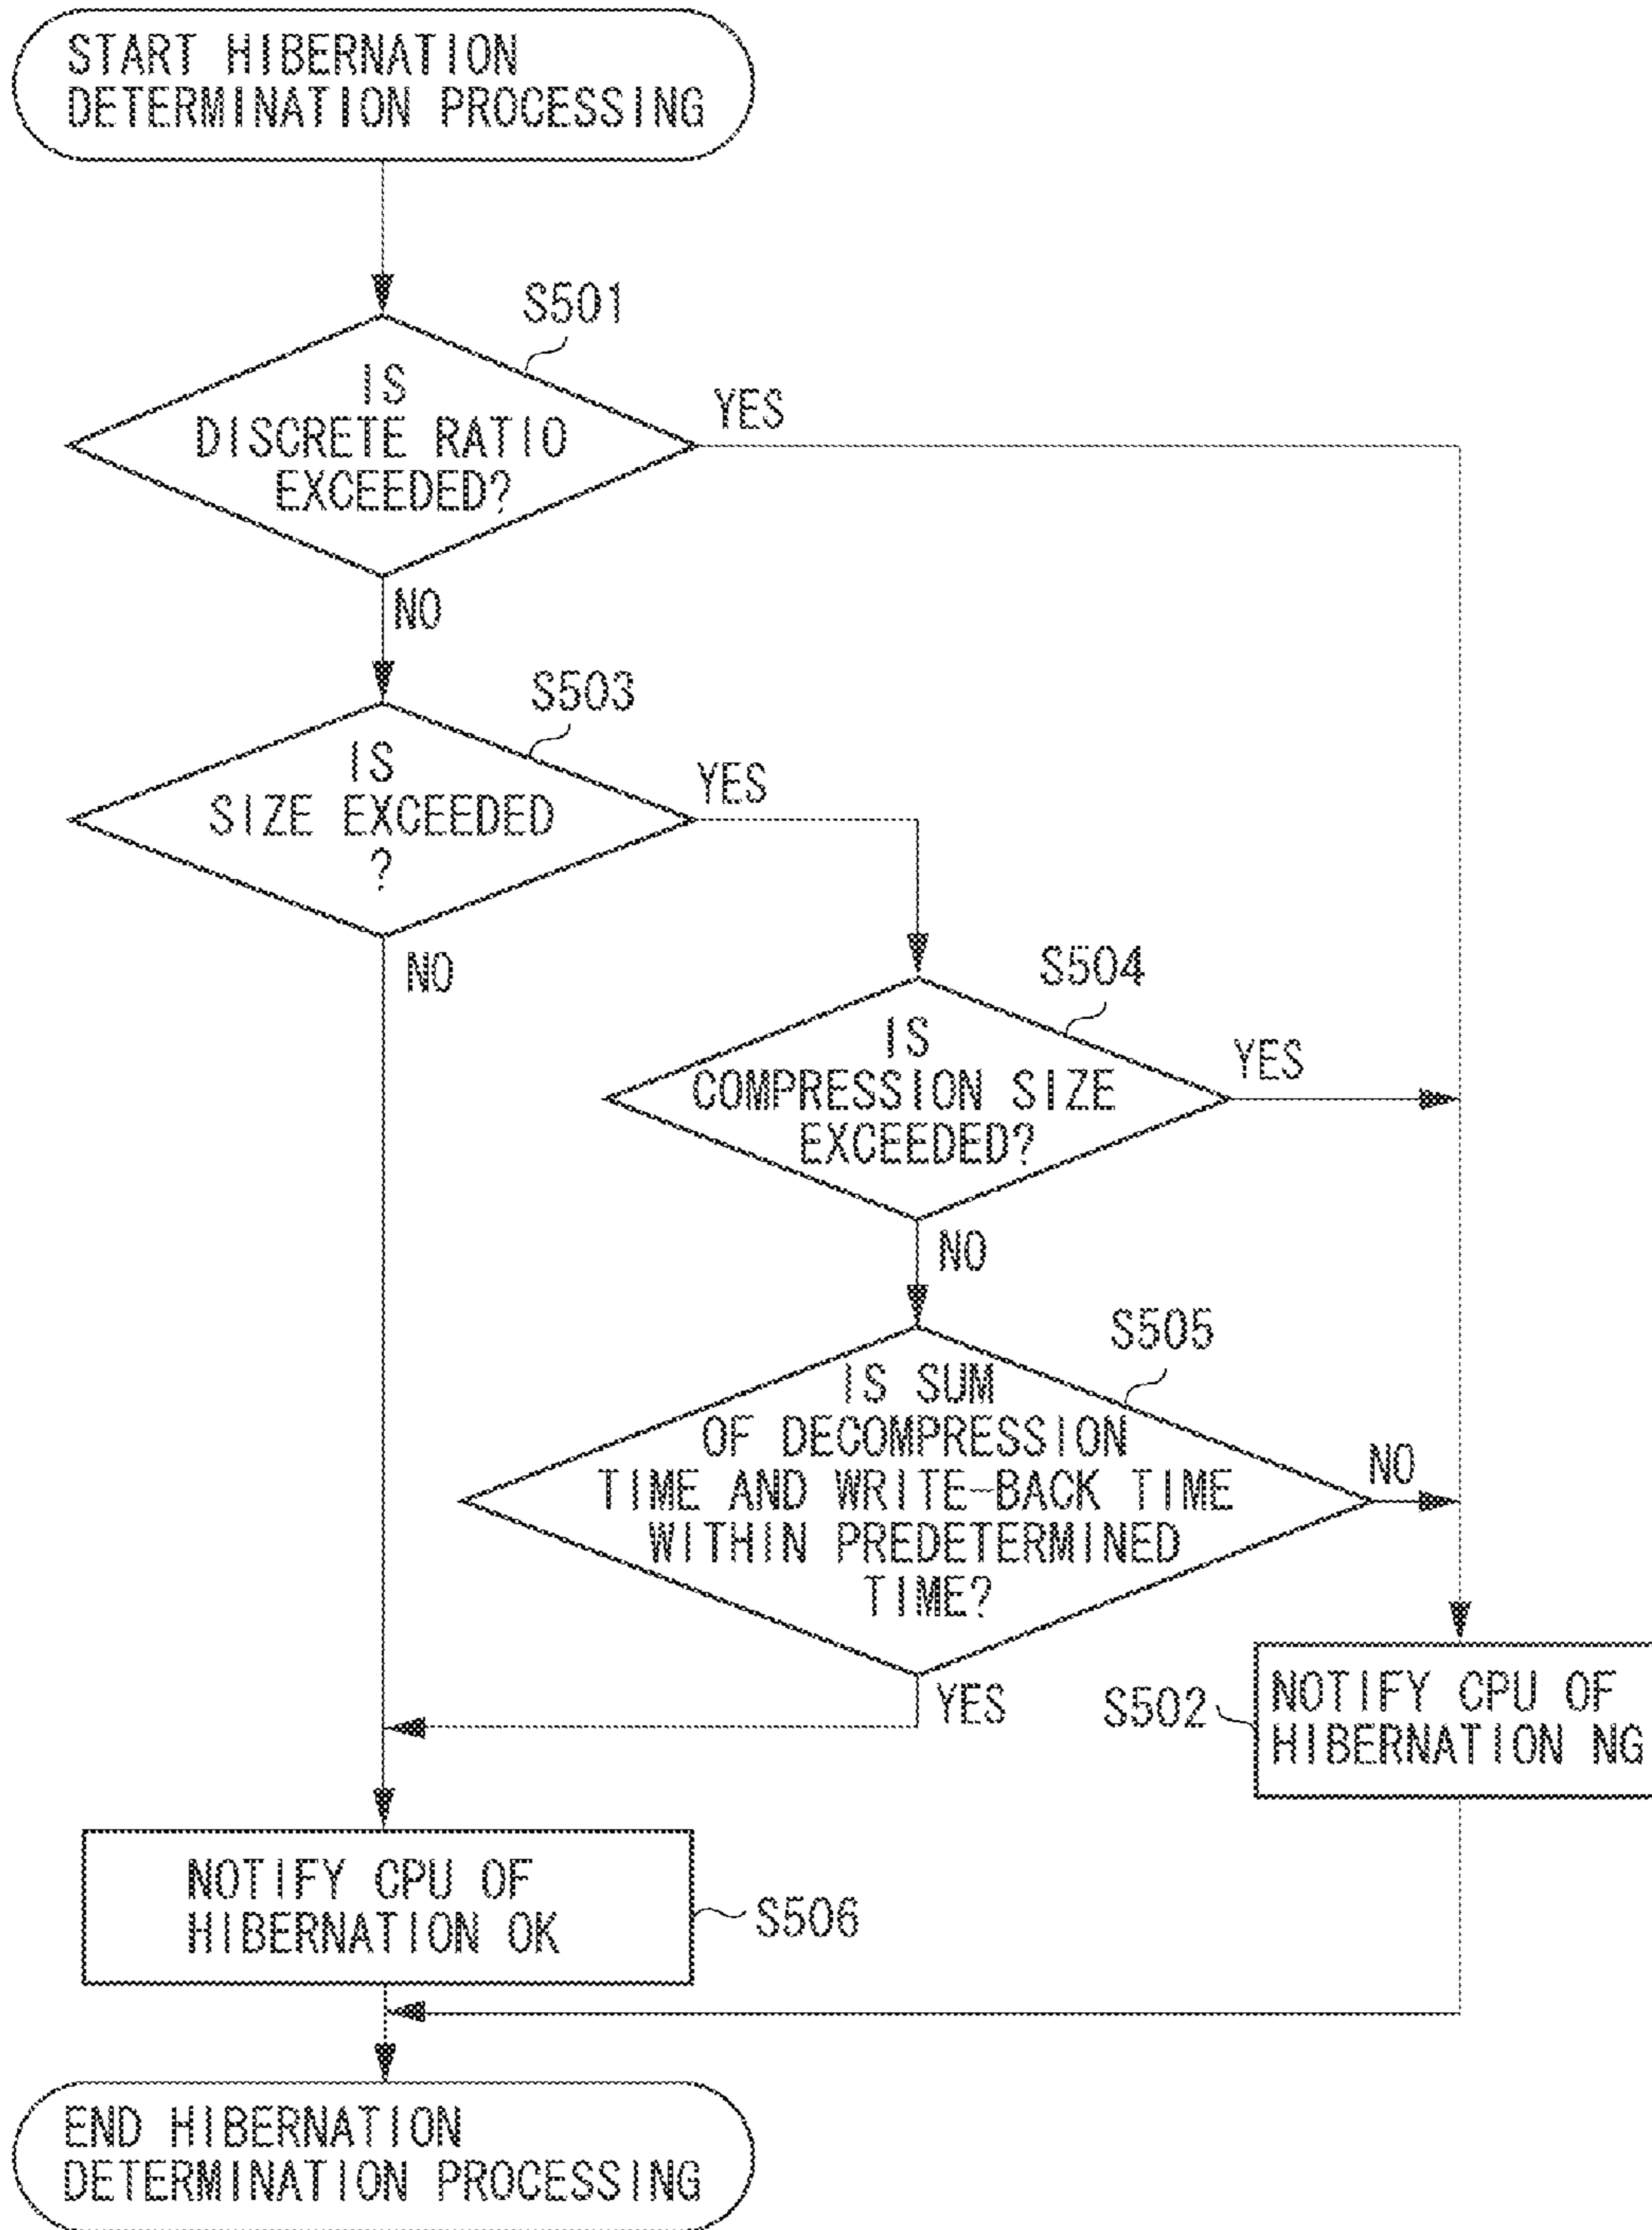 START HIBERNATION
DETERMINATION PROCESSING
S501
IS
DISCRETE RATIO
EXCEEDED?
YES
NO
S503
IS
SIZE EXCEEDED
?
YES
NO
S504
IS
COMPRESSION SIZE
EXCEEDED?
YES
NO
S505
IS SUM
OF DECOMPRESSION
TIME AND WRITE-BACK TIME
WITHIN PREDETERMINED
TIME?
NO
YES
S502
NOTIFY CPU OF
HIBERNATION NG
NOTIFY CPU OF
HIBERNATION OK
S506
END HIBERNATION
DETERMINATION PROCESSING